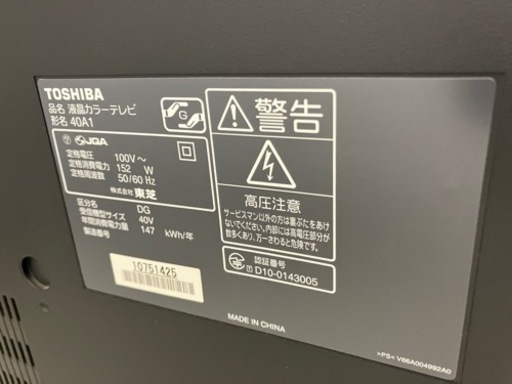 TOSHIBA
品名 液晶カラーテレビ
形名 40A1
G
JQA
定格電圧 100V～
定格消費電力 152 W
定格周波数 50/60 Hz
株式会社 東芝
区分名 DG
受信機型サイズ 40V
年間消費電力量 147 kWh/年
製造番号
10751425
警告
高圧注意
サービスマン以外の方は裏ぶたをあけ
ないでください。内部には高電圧部分が
数多くあり、万一さわると危険です。
認証番号
T D10-0143005
MADE IN CHINA
>PS< V66A004992A0